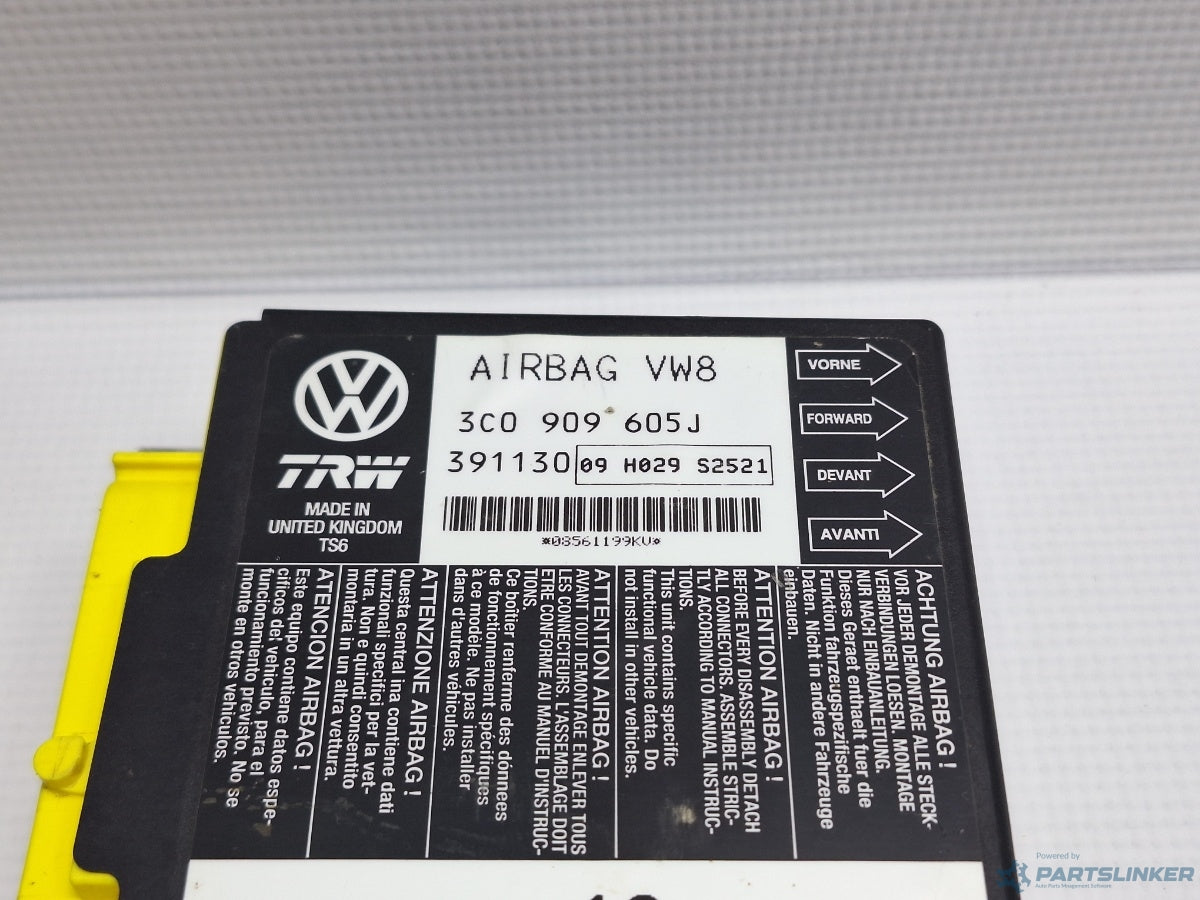 AIRBAG VW8
3C0 909 605J
391130 09 H029 S2521
*08561199KV*
VW
TRW
MADE IN
UNITED KINGDOM
TS6
VORNE
FORWARD
DEVANT
AVANTI
ACHTUNG AIRBAG !
VOR JEDER DEMONTAGE ALLE STECK-
VERBINDUNGEN LOESEN. MONTAGE
NUR NACH EINBAUANLEITUNG.
Dieses Geraet enthaelt fuer die
Funktion fahrzeugspezifische
Daten. Nicht in andere Fahrzeuge
einbauen.
ATTENTION AIRBAG !
BEFORE EVERY DISASSEMBLY DETACH
ALL CONNECTORS. ASSEMBLE STRIC-
TLY ACCORDING TO MANUAL INSTRUC-
TIONS.
This unit contains specific
functional vehicle data. Do
not install in other vehicles.
ATTENTION AIRBAG !
AVANT TOUT DEMONTAGE ENLEVER TOUS
LES CONNECTEURS. L'ASSEMBLAGE DOIT
ETRE CONFORME AU MANUEL D'INSTRUC-
TIONS.
Ce boîtier renferme des données
de fonctionnement spécifiques
à ce modèle. Ne pas installer
dans d'autres véhicules.
ATTENZIONE AIRBAG !
Questa central ina contiene dati
funzionali specifici per la vet-
tura. Non e quindi consentito
montaria in un altra vettura.
ATENCION AIRBAG !
Este equipo contiene datos espe-
cíficos del vehículo, para el
funcionamiento previsto. No se
monte en otros vehículos.
Powered by
PARTSLINKER
Auto Parts Mnagement Software